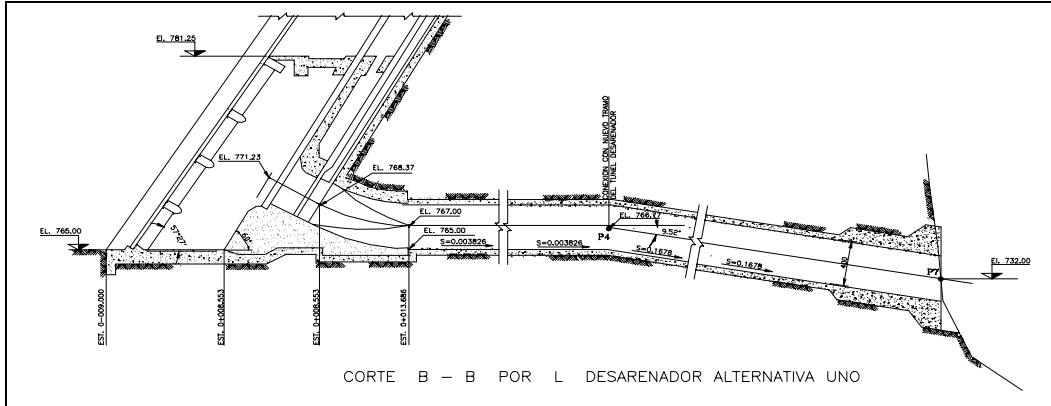 El. 781.25
EL. 771.23
EL. 768.37
CONEXION CON NUEVO TRAMO
DEL TUNEL DESARENADOR
EL. 767.00
EL. 766.77
P4
9.52°
EL. 765.00
57°27'
60°
EL. 765.00
S=0.003826
S=0.003826
S=0.1678
S=0.1678
400
P7
El. 732.00
EST. 0-009.000
EST. 0+008.553
EST. 0+008.553
EST. 0+013.686
CORTE B – B POR L DESARENADOR ALTERNATIVA UNO